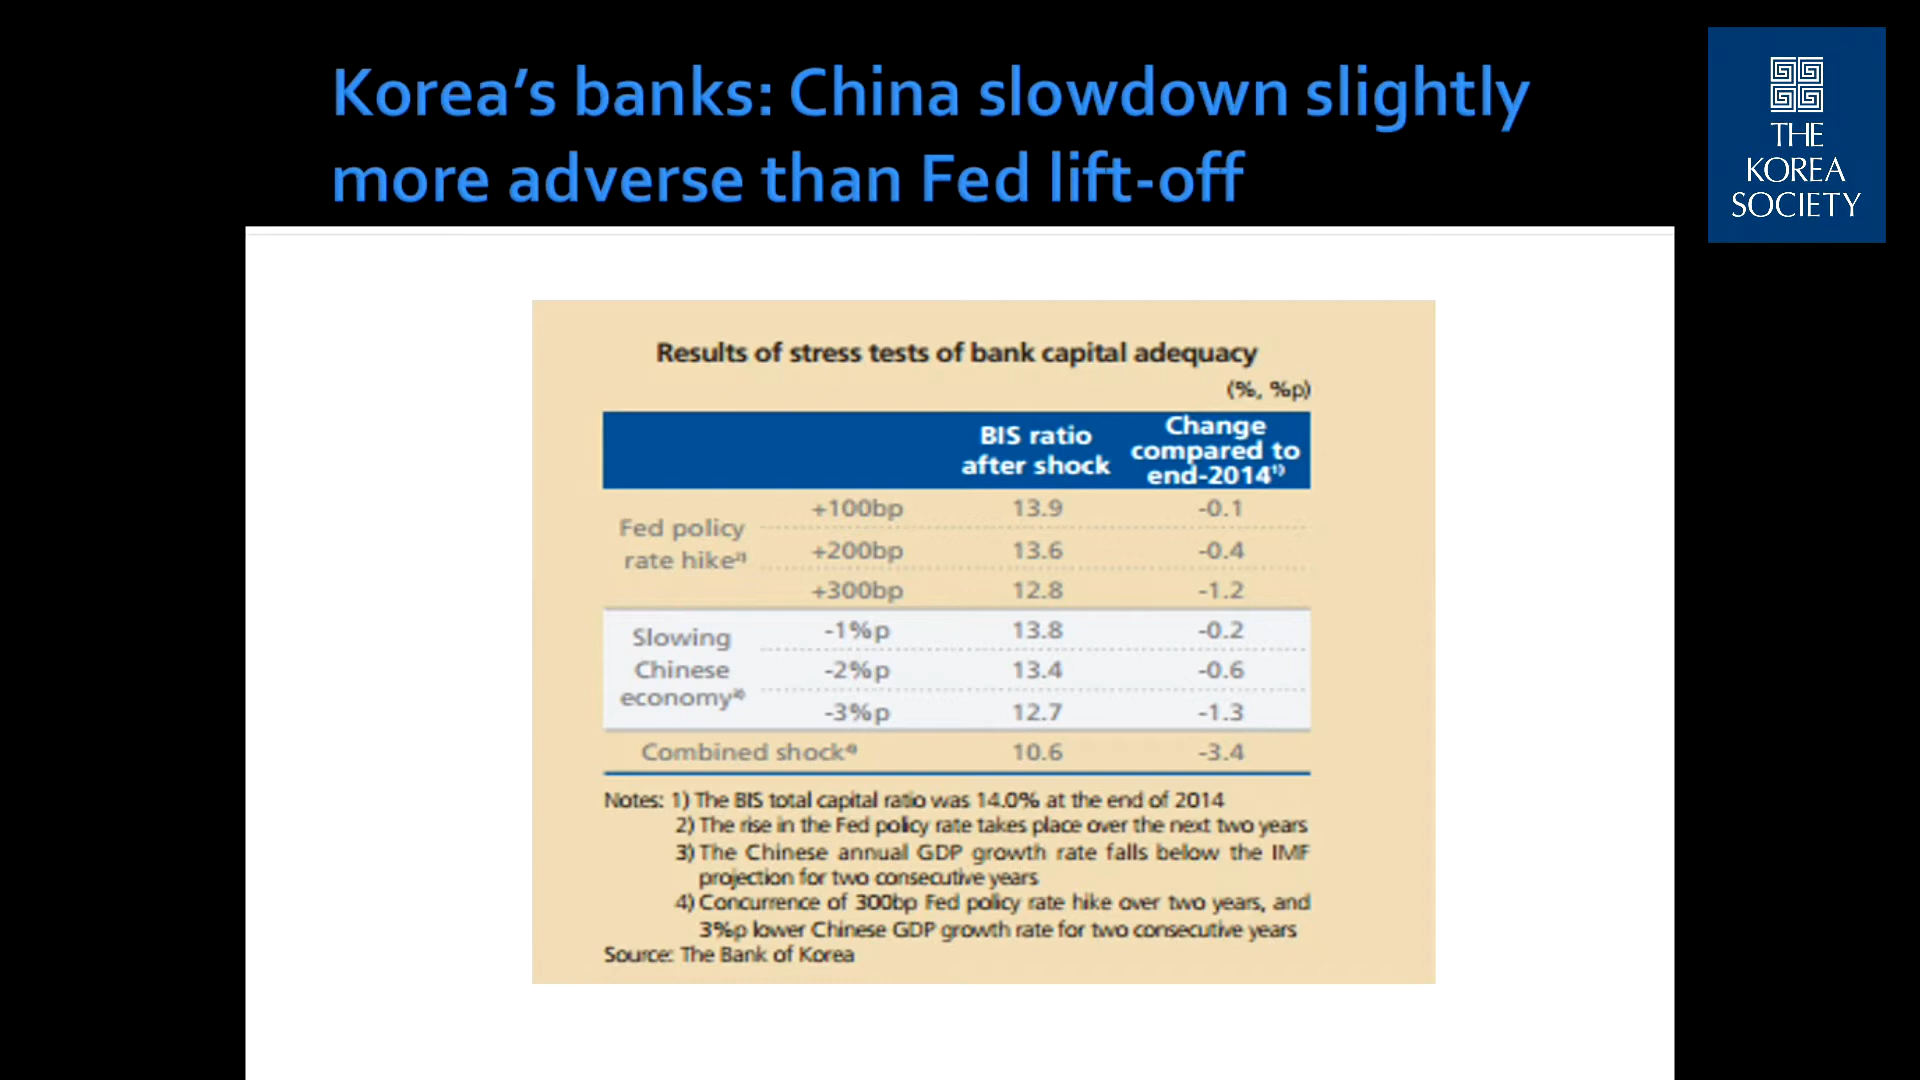 Korea’s banks: China slowdown slightly
more adverse than Fed lift-off
THE
KOREA
SOCIETY
Results of stress tests of bank capital adequacy
(%, %p)
BIS ratio after shock Change compared to end-2014¹⁾
Fed policy rate hike²⁾ +100bp 13.9 -0.1
+200bp 13.6 -0.4
+300bp 12.8 -1.2
Slowing Chinese economy³⁾ -1%p 13.8 -0.2
-2%p 13.4 -0.6
-3%p 12.7 -1.3
Combined shock⁴⁾ 10.6 -3.4
Notes: 1) The BIS total capital ratio was 14.0% at the end of 2014
2) The rise in the Fed policy rate takes place over the next two years
3) The Chinese annual GDP growth rate falls below the IMF
projection for two consecutive years
4) Concurrence of 300bp Fed policy rate hike over two years, and
3%p lower Chinese GDP growth rate for two consecutive years
Source: The Bank of Korea